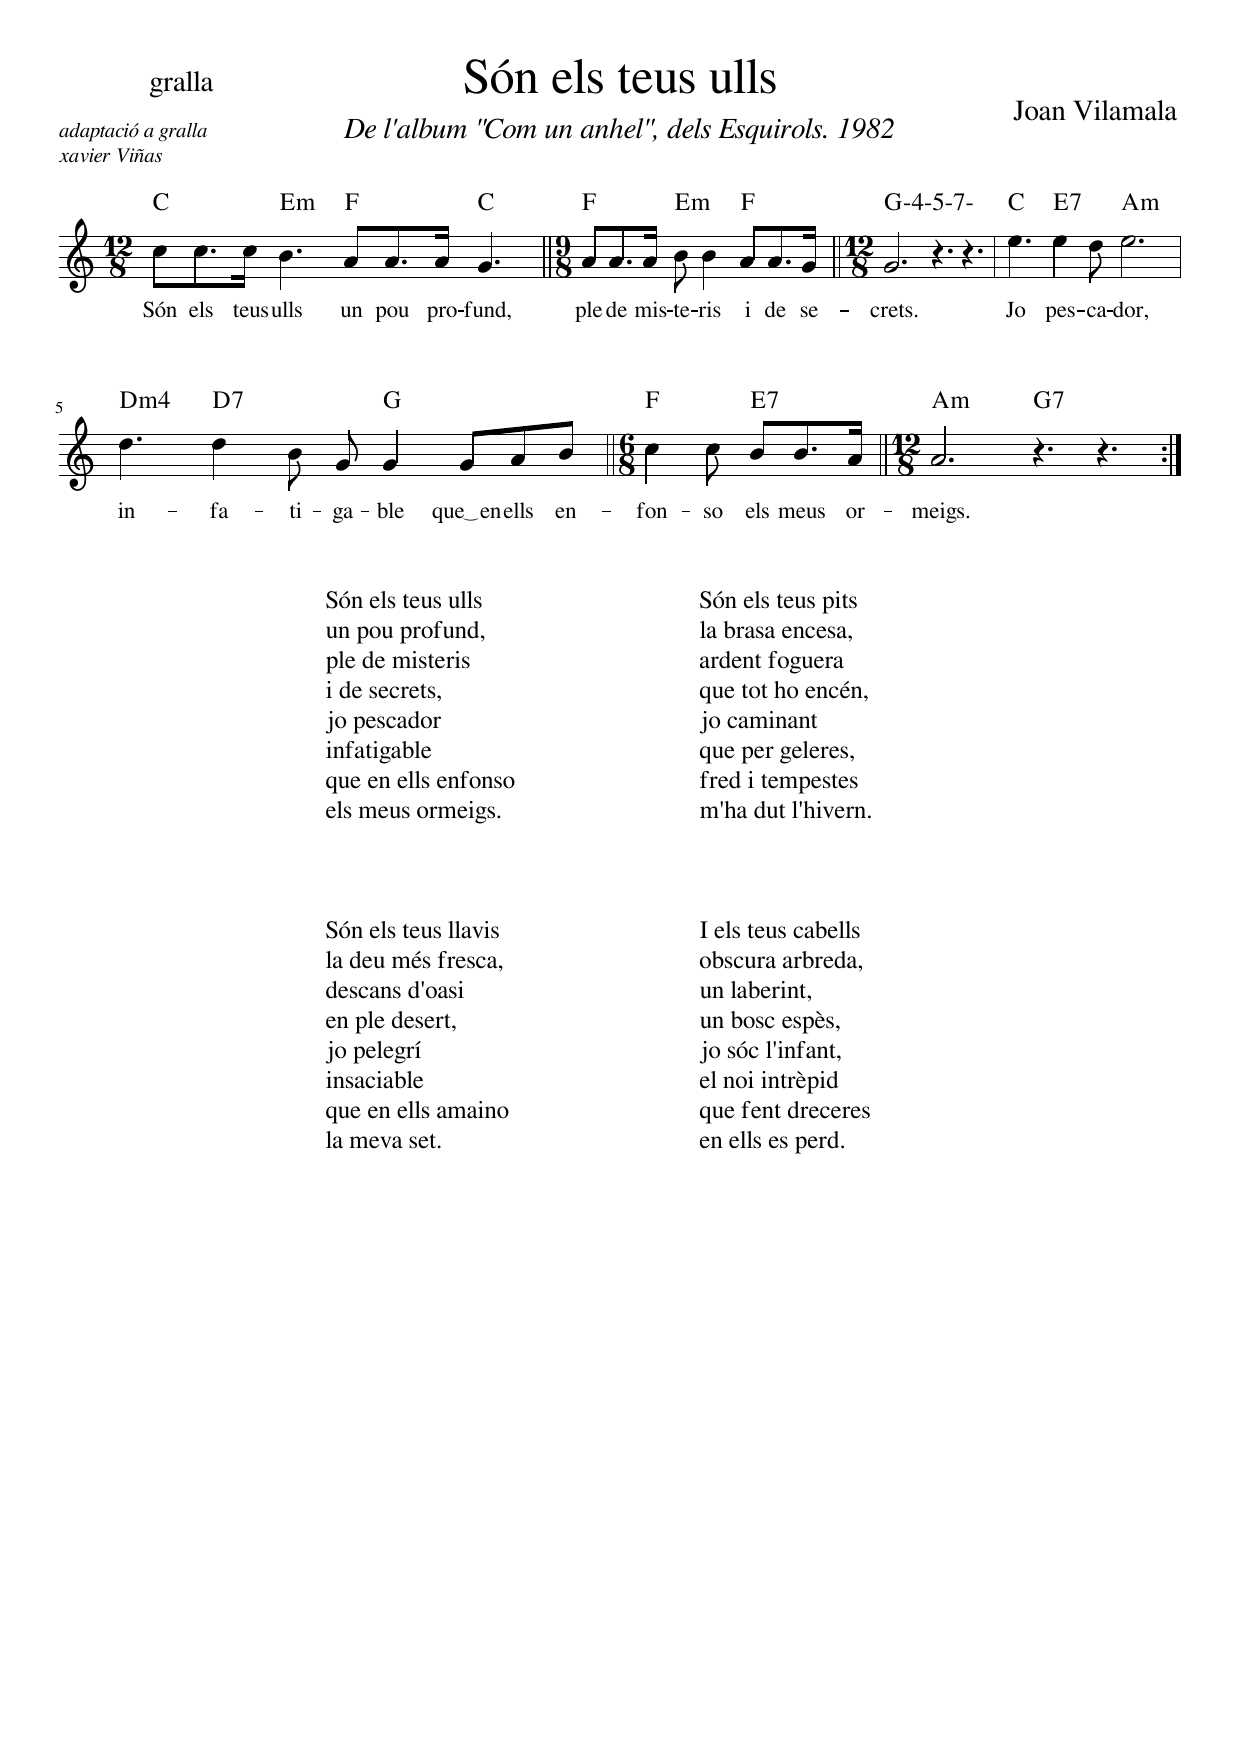 gralla
Són els teus ulls
De l'album "Com un anhel", dels Esquirols. 1982
Joan Vilamala
adaptació a gralla
xavier Viñas
C Em F C F Em F G-4-5-7- C E7 Am
12 8 9 8 12 8
Són els teus ulls un pou pro-fund, ple de mis-te-ris i de se - crets. Jo pes-ca-dor,
5
Dm4 D7 G F E7 Am G7
6 8 12 8
in - fa - ti - ga - ble que‿en ells en - fon - so els meus or - meigs.
Són els teus ulls
un pou profund,
ple de misteris
i de secrets,
jo pescador
infatigable
que en ells enfonso
els meus ormeigs.
Són els teus pits
la brasa encesa,
ardent foguera
que tot ho encén,
jo caminant
que per geleres,
fred i tempestes
m'ha dut l'hivern.
Són els teus llavis
la deu més fresca,
descans d'oasi
en ple desert,
jo pelegrí
insaciable
que en ells amaino
la meva set.
I els teus cabells
obscura arbreda,
un laberint,
un bosc espès,
jo sóc l'infant,
el noi intrèpid
que fent dreceres
en ells es perd.